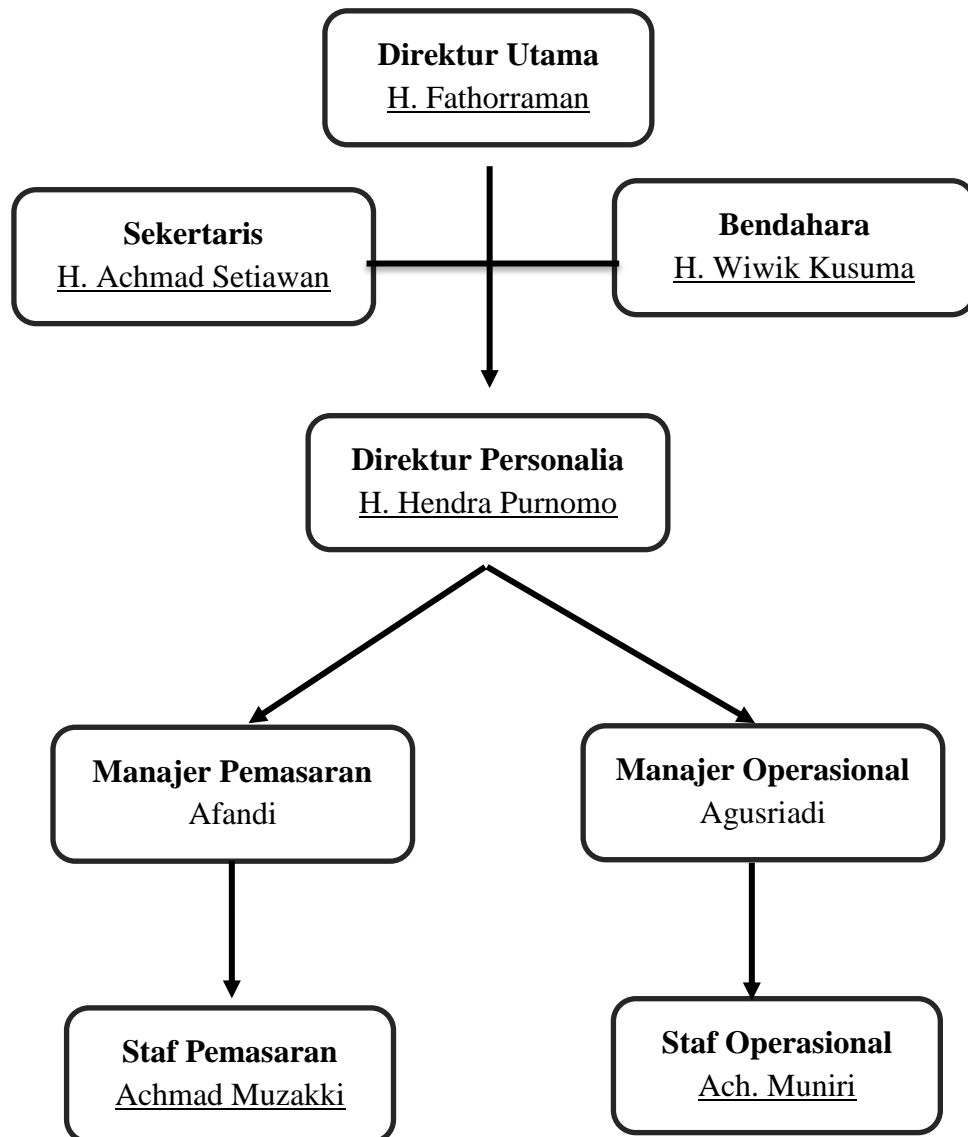 Direktur Utama
H. Fathorraman
Sekertaris
H. Achmad Setiawan
Bendahara
H. Wiwik Kusuma
Direktur Personalia
H. Hendra Purnomo
Manajer Pemasaran
Afandi
Manajer Operasional
Agusriadi
Staf Pemasaran
Achmad Muzakki
Staf Operasional
Ach. Muniri